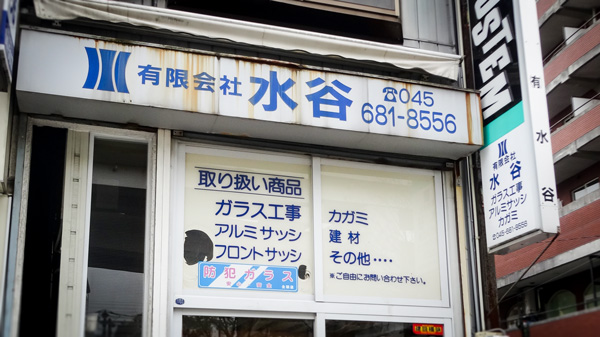 有限会社 水谷 ☎045
681-8556
取り扱い商品
ガラス工事
アルミサッシ
フロントサッシ
防犯ガラス
カガミ
建材
その他‥‥
※ご自由にお問い合わせ下さい。
USTEM
有限会社
水谷
ガラス工事
アルミサッシ
カガミ
☎045-681-8556
有水谷